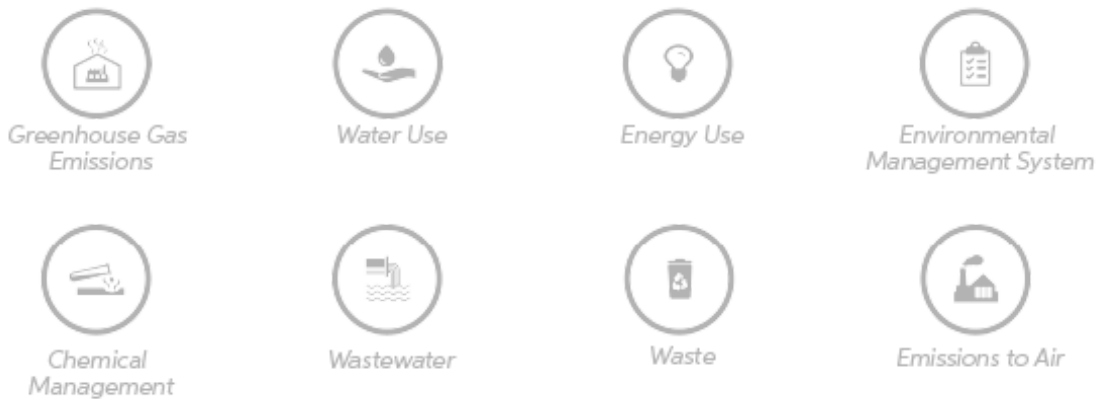 Greenhouse Gas
Emissions
Water Use
Energy Use
Environmental
Management System
Chemical
Management
Wastewater
Waste
Emissions to Air